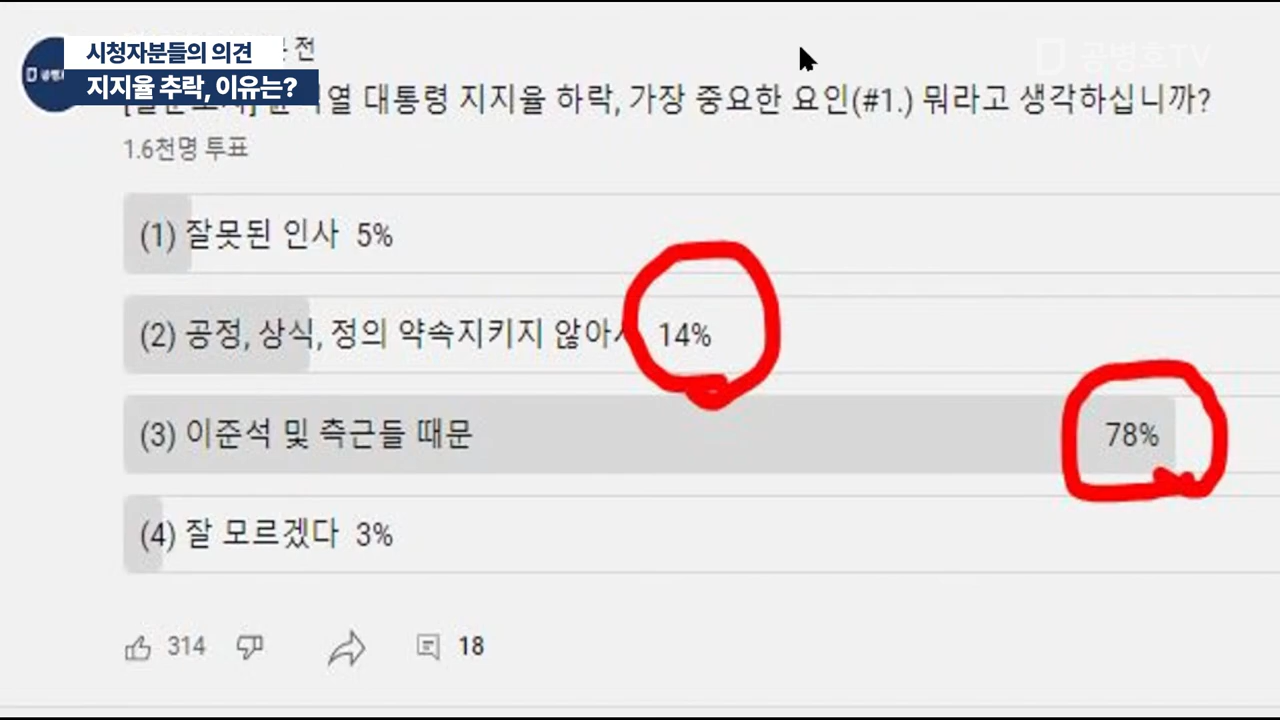 시청자분들의 의견
전
지지율 추락, 이유는?
공병호TV
대통령 지지율 하락, 가장 중요한 요인(#1.) 뭐라고 생각하십니까?
1.6천명 투표
(1) 잘못된 인사 5%
(2) 공정, 상식, 정의 약속지키지 14%
(3) 이준석 및 측근들 때문 78%
(4) 잘 모르겠다 3%
314 18